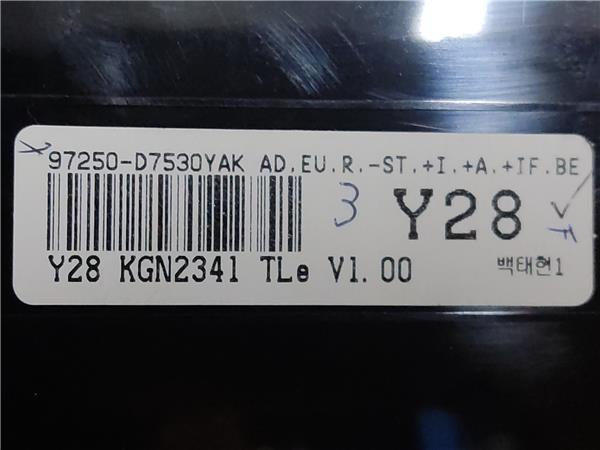 97250-D7530YAK AD.EU.R.-ST.+I.+A.+IF.BE
3 Y28
Y28 KGN2341 TLe V1.00 백태현1